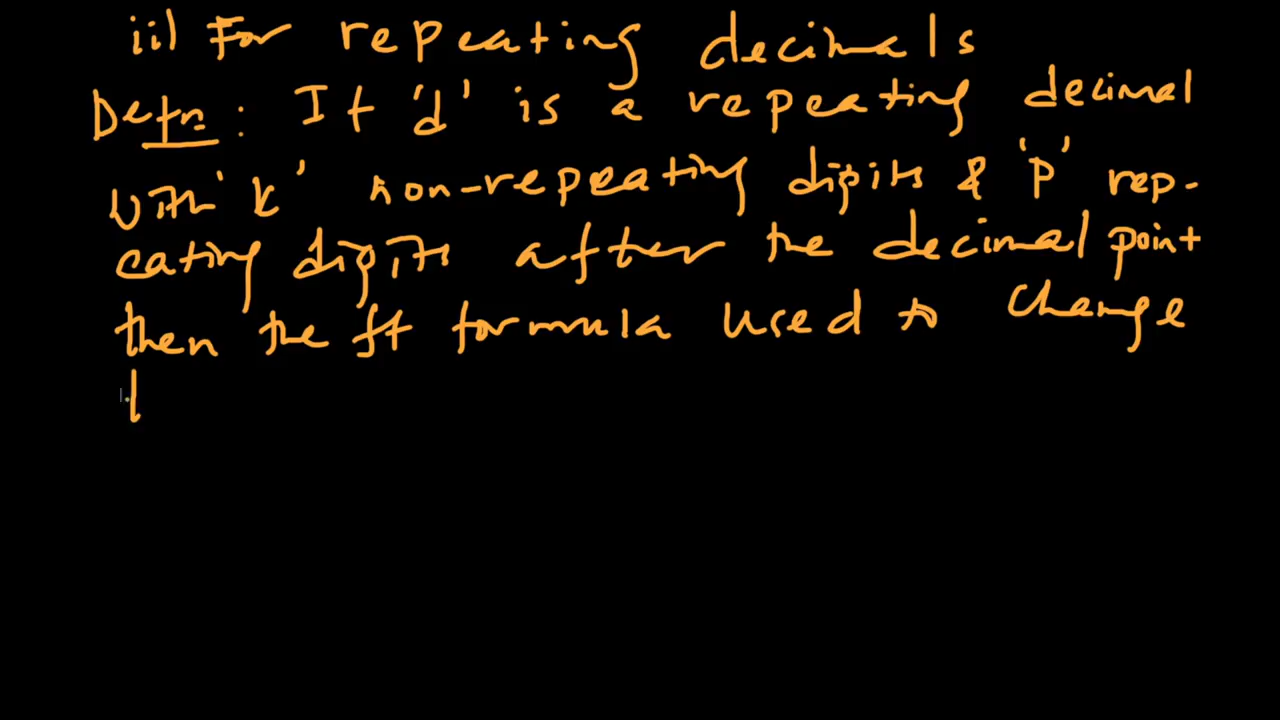 iii) For repeating decimals
Defn: If 'd' is a repeating decimal
with 'k' non-repeating digits & 'p' rep-
eating digits after the decimal point
then the ff formula used to change